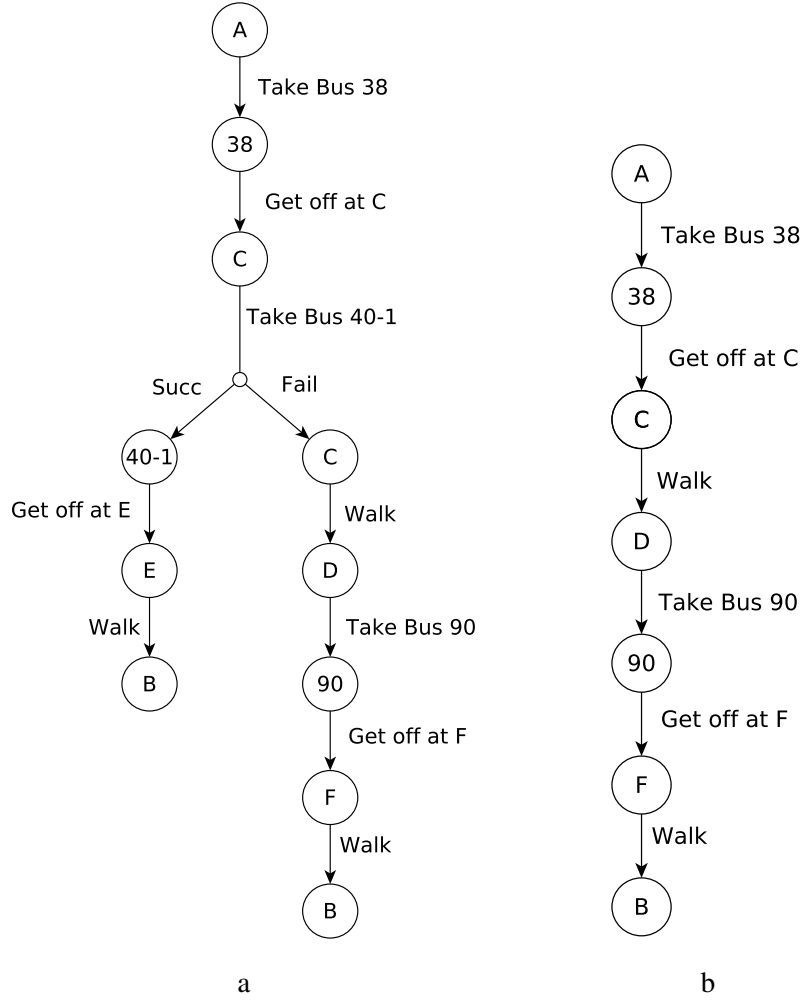 A
Take Bus 38
38
Get off at C
C
Take Bus 40-1
Succ
Fail
40-1
C
Get off at E
Walk
E
D
Walk
Take Bus 90
B
90
Get off at F
F
Walk
B
a
A
Take Bus 38
38
Get off at C
C
Walk
D
Take Bus 90
90
Get off at F
F
Walk
B
b